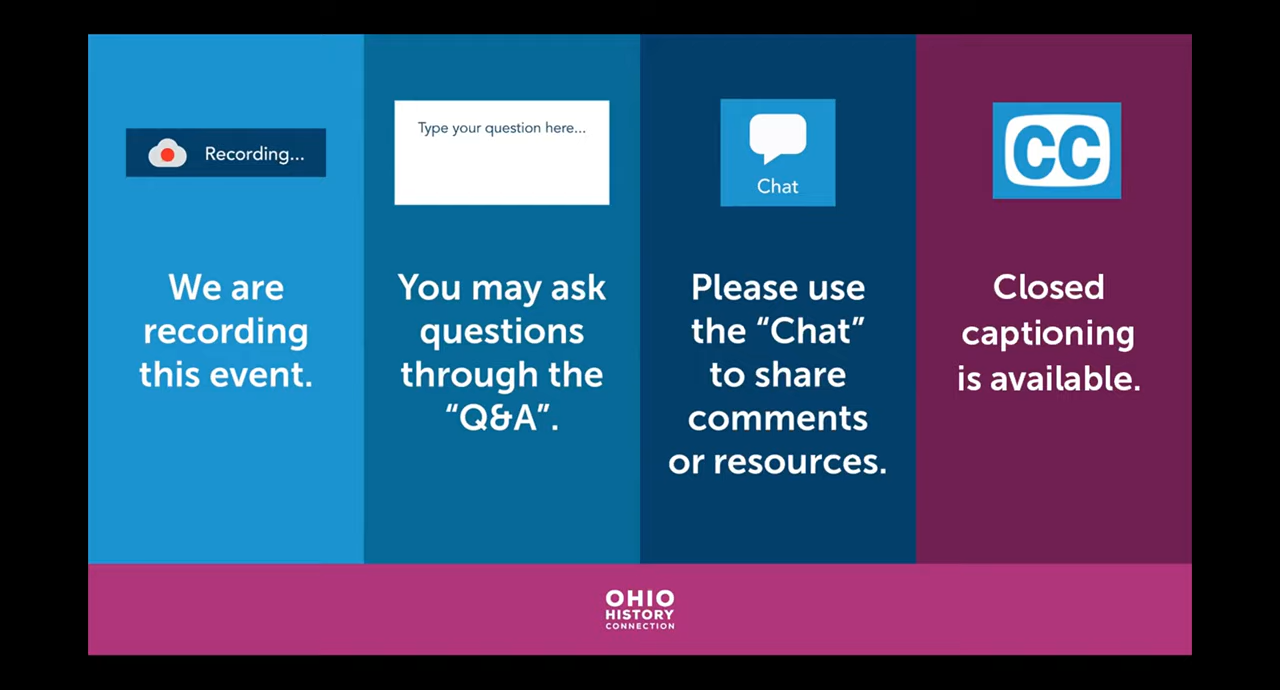 Recording...
We are
recording
this event.
Type your question here...
You may ask
questions
through the
“Q&A”.
Chat
Please use
the “Chat”
to share
comments
or resources.
CC
Closed
captioning
is available.
OHIO
HISTORY
CONNECTION